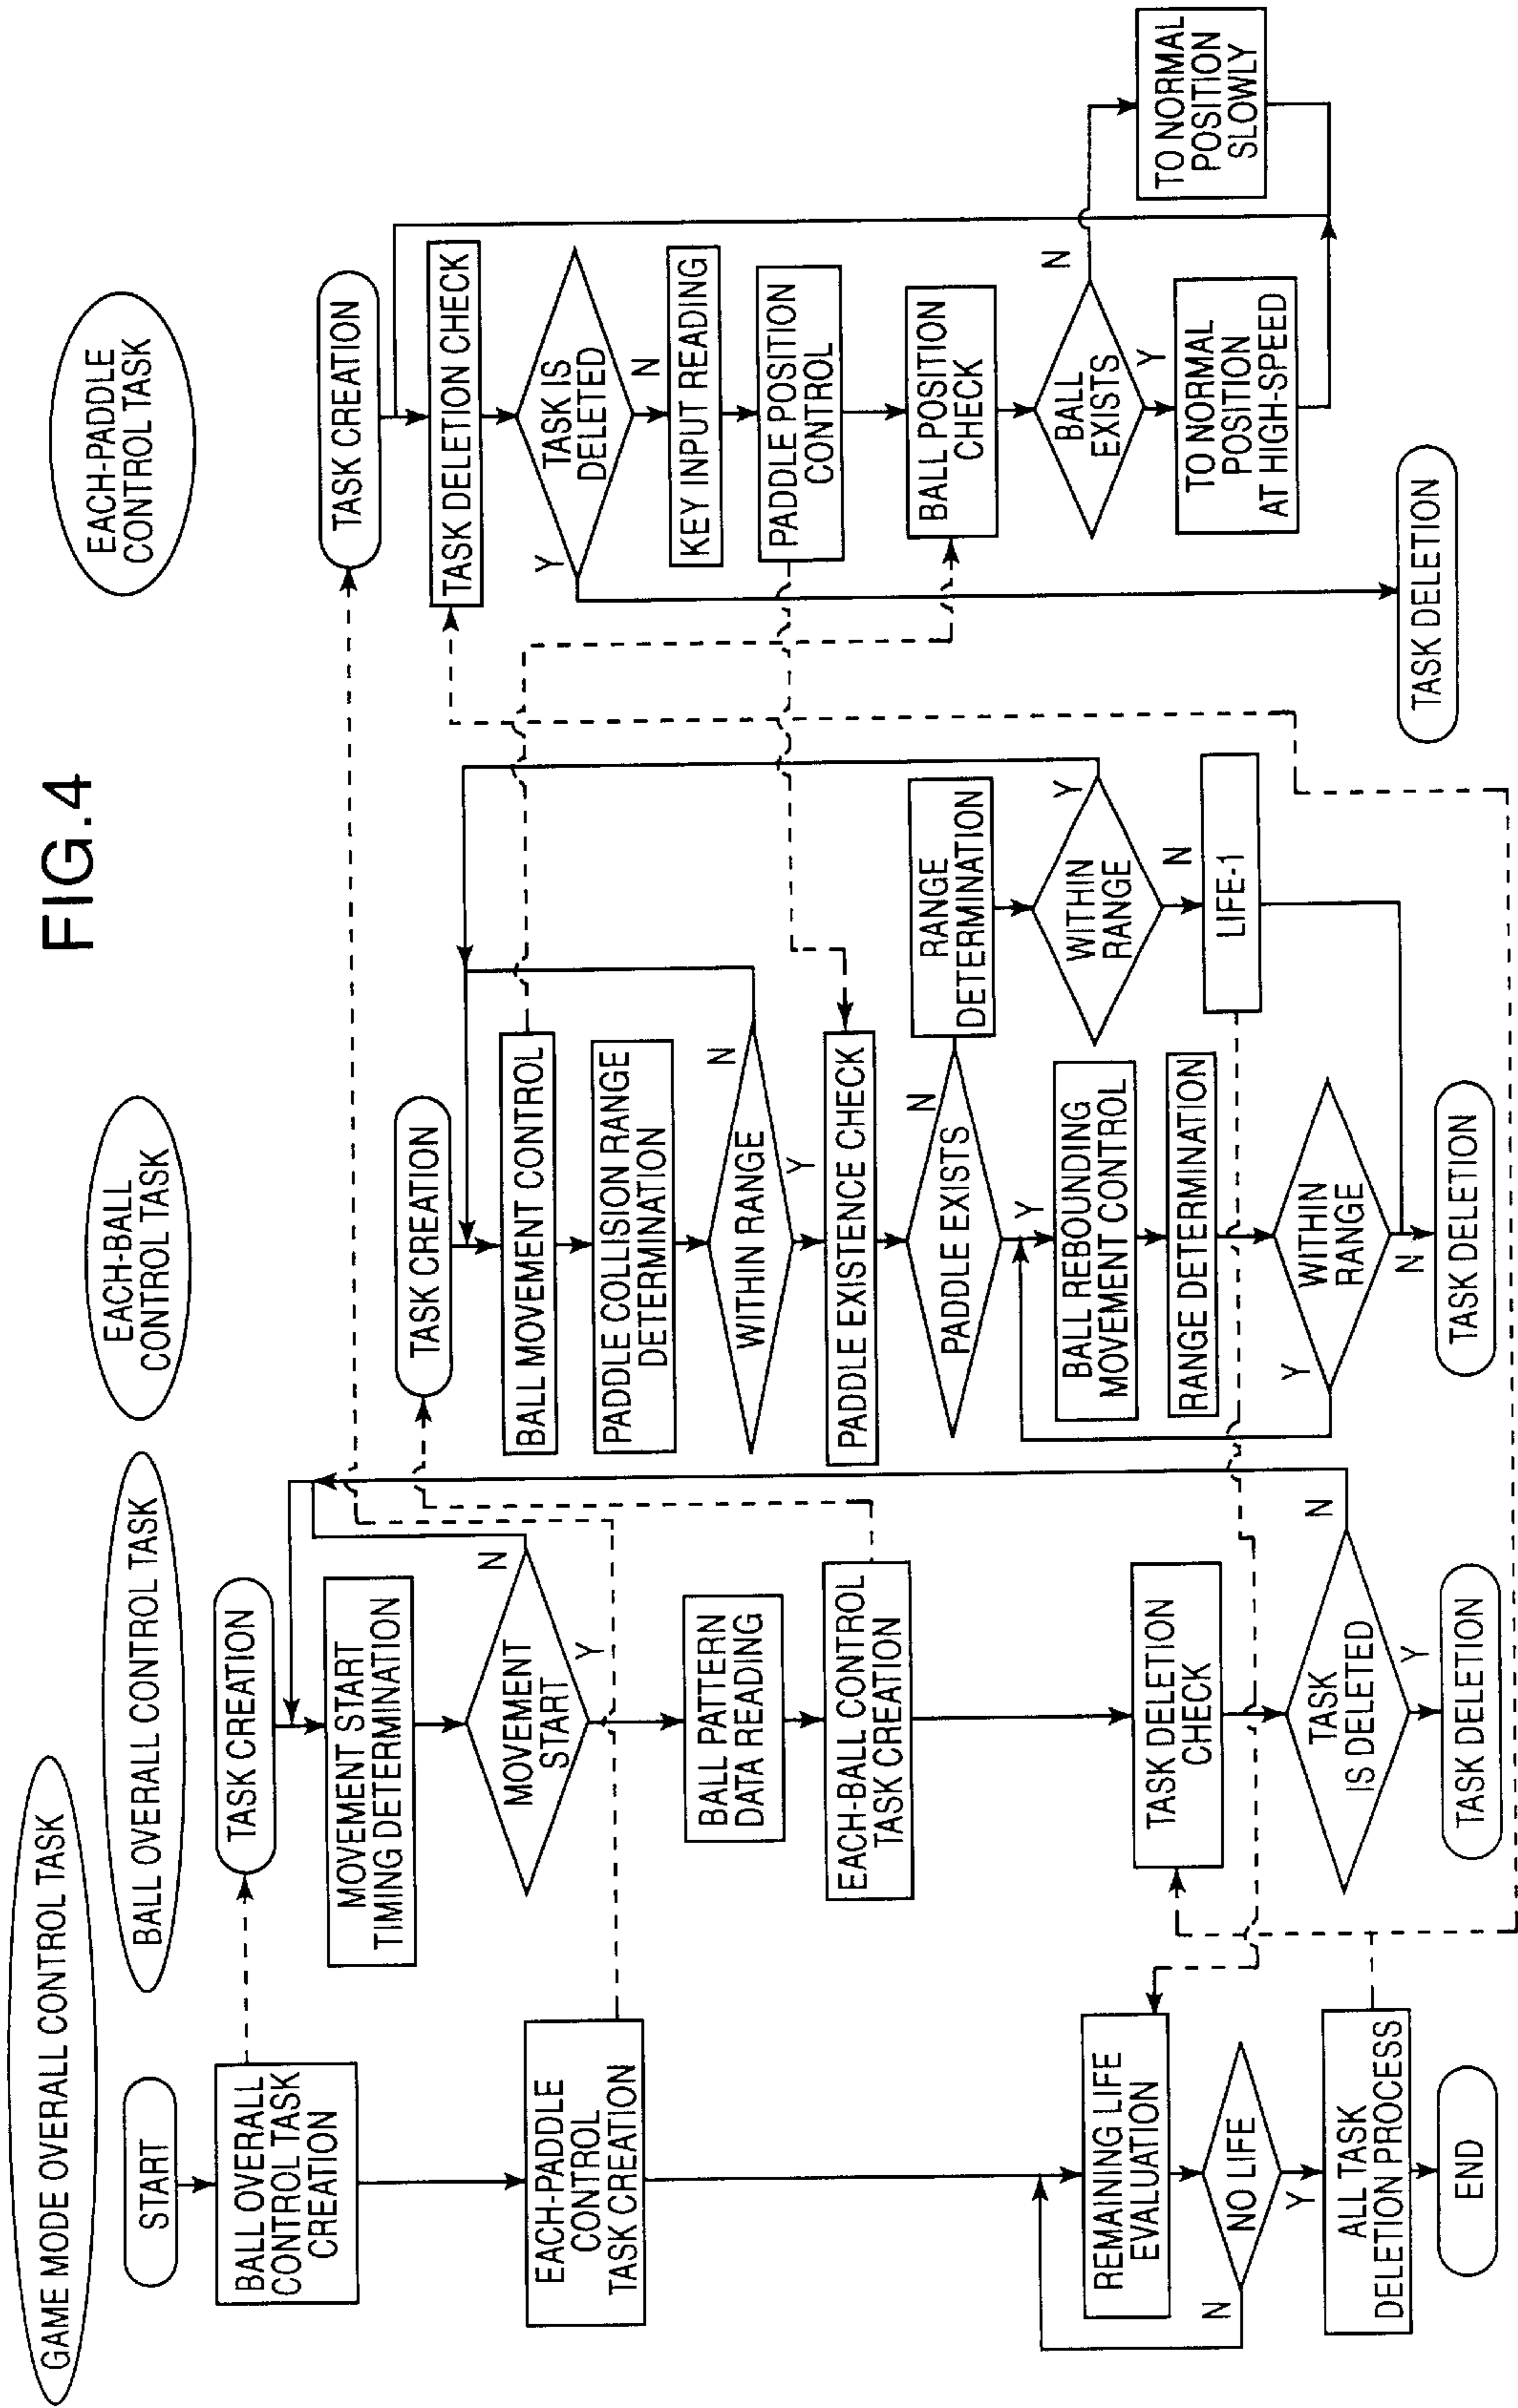 FIG.4
GAME MODE OVERALL CONTROL TASK
START
BALL OVERALL
CONTROL TASK
CREATION
EACH-PADDLE
CONTROL
TASK CREATION
REMAINING LIFE
EVALUATION
NO LIFE
N
Y
ALL TASK
DELETION PROCESS
END
BALL OVERALL CONTROL TASK
TASK CREATION
MOVEMENT START
TIMING DETERMINATION
MOVEMENT
START
N
Y
BALL PATTERN
DATA READING
EACH-BALL CONTROL
TASK CREATION
TASK DELETION
CHECK
TASK
IS DELETED
N
Y
TASK DELETION
EACH-BALL
CONTROL TASK
TASK CREATION
BALL MOVEMENT CONTROL
PADDLE COLLISION RANGE
DETERMINATION
WITHIN RANGE
N
Y
PADDLE EXISTENCE CHECK
PADDLE EXISTS
N
Y
RANGE
DETERMINATION
WITHIN
RANGE
Y
N
LIFE-1
BALL REBOUNDING
MOVEMENT CONTROL
RANGE DETERMINATION
WITHIN
RANGE
Y
N
TASK DELETION
EACH-PADDLE
CONTROL TASK
TASK CREATION
TASK DELETION CHECK
TASK IS
DELETED
Y
N
KEY INPUT READING
PADDLE POSITION
CONTROL
BALL POSITION
CHECK
BALL
EXISTS
N
Y
TO NORMAL
POSITION
AT HIGH-SPEED
TO NORMAL
POSITION
SLOWLY
TASK DELETION